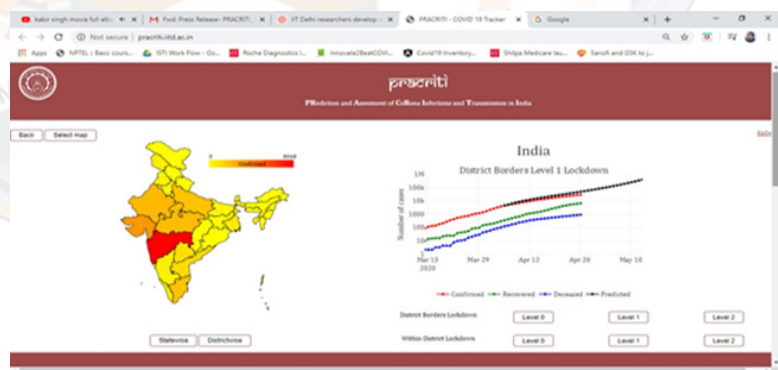 kabir singh movie full albu
Fwd: Press Release- PRACRITI,
IIT Delhi researchers develop
PRACRITI - COVID 19 Tracker
Google
Not secure | pracriti.iitd.ac.in
Apps
NPTEL : Basic cours...
ISTI Work Flow - Go...
Roche Diagnostics L...
Innovate2BeatCOVI...
Covid19 Inventory...
Shilpa Medicare lau...
Sanofi and GSK to j...
pracriti
PRediction and Assessment of CoRona Infections and Transmission in India
Back
Select map
FAQs
Confirmed
India
District Borders Level 1 Lockdown
Number of cases
1M
100k
10k
1000
100
10
1
Mar 15
2020
Mar 29
Apr 12
Apr 26
May 10
Confirmed
Recovered
Deceased
Predicted
Statewise
Districtwise
District Borders Lockdown
Level 0
Level 1
Level 2
Within District Lockdown
Level 0
Level 1
Level 2